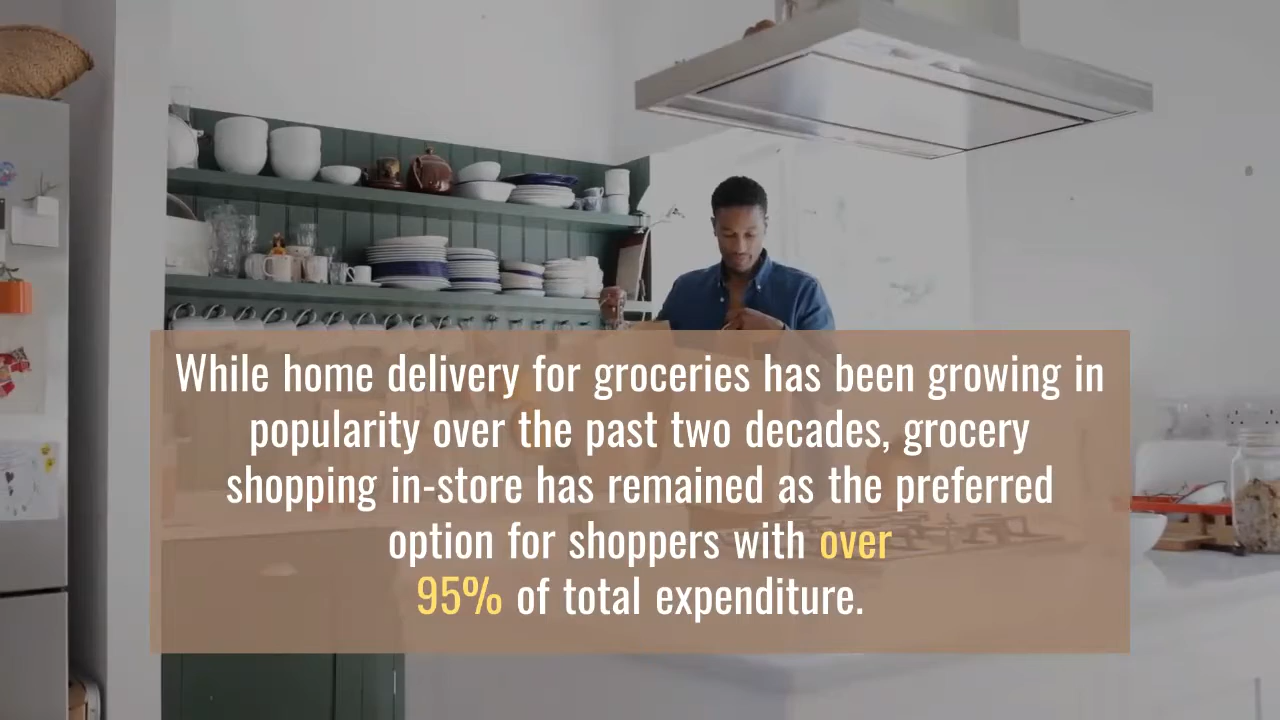 While home delivery for groceries has been growing in
popularity over the past two decades, grocery
shopping in-store has remained as the preferred
option for shoppers with over
95% of total expenditure.